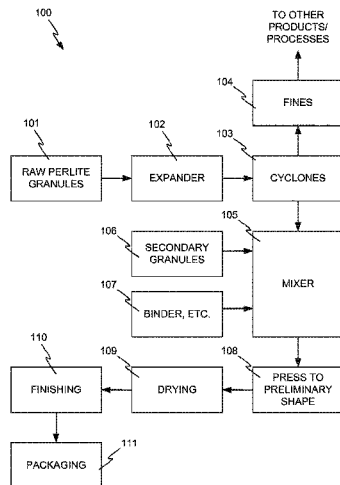 100
TO OTHER
PRODUCTS/
PROCESSES
104
FINES
101
102
103
RAW PERLITE
GRANULES
EXPANDER
CYCLONES
106
105
SECONDARY
GRANULES
MIXER
107
BINDER, ETC.
110
109
108
FINISHING
DRYING
PRESS TO
PRELIMINARY
SHAPE
PACKAGING
111